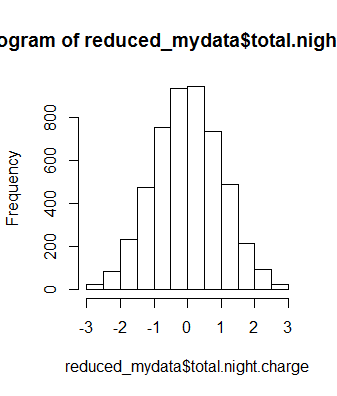 ogram of reduced_mydata$total.nigh
Frequency
0 200 400 600 800
-3 -2 -1 0 1 2 3
reduced_mydata$total.night.charge